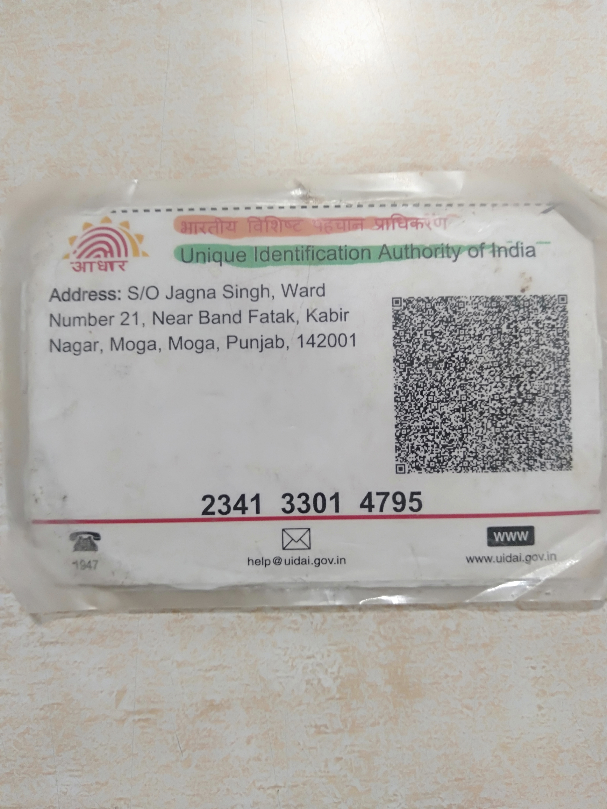 भारतीय विशिष्ट पहचान प्राधिकरण
Unique Identification Authority of India
आधार
Address: S/O Jagna Singh, Ward
Number 21, Near Band Fatak, Kabir
Nagar, Moga, Moga, Punjab, 142001
2341 3301 4795
1947
help@uidai.gov.in
www
www.uidai.gov.in